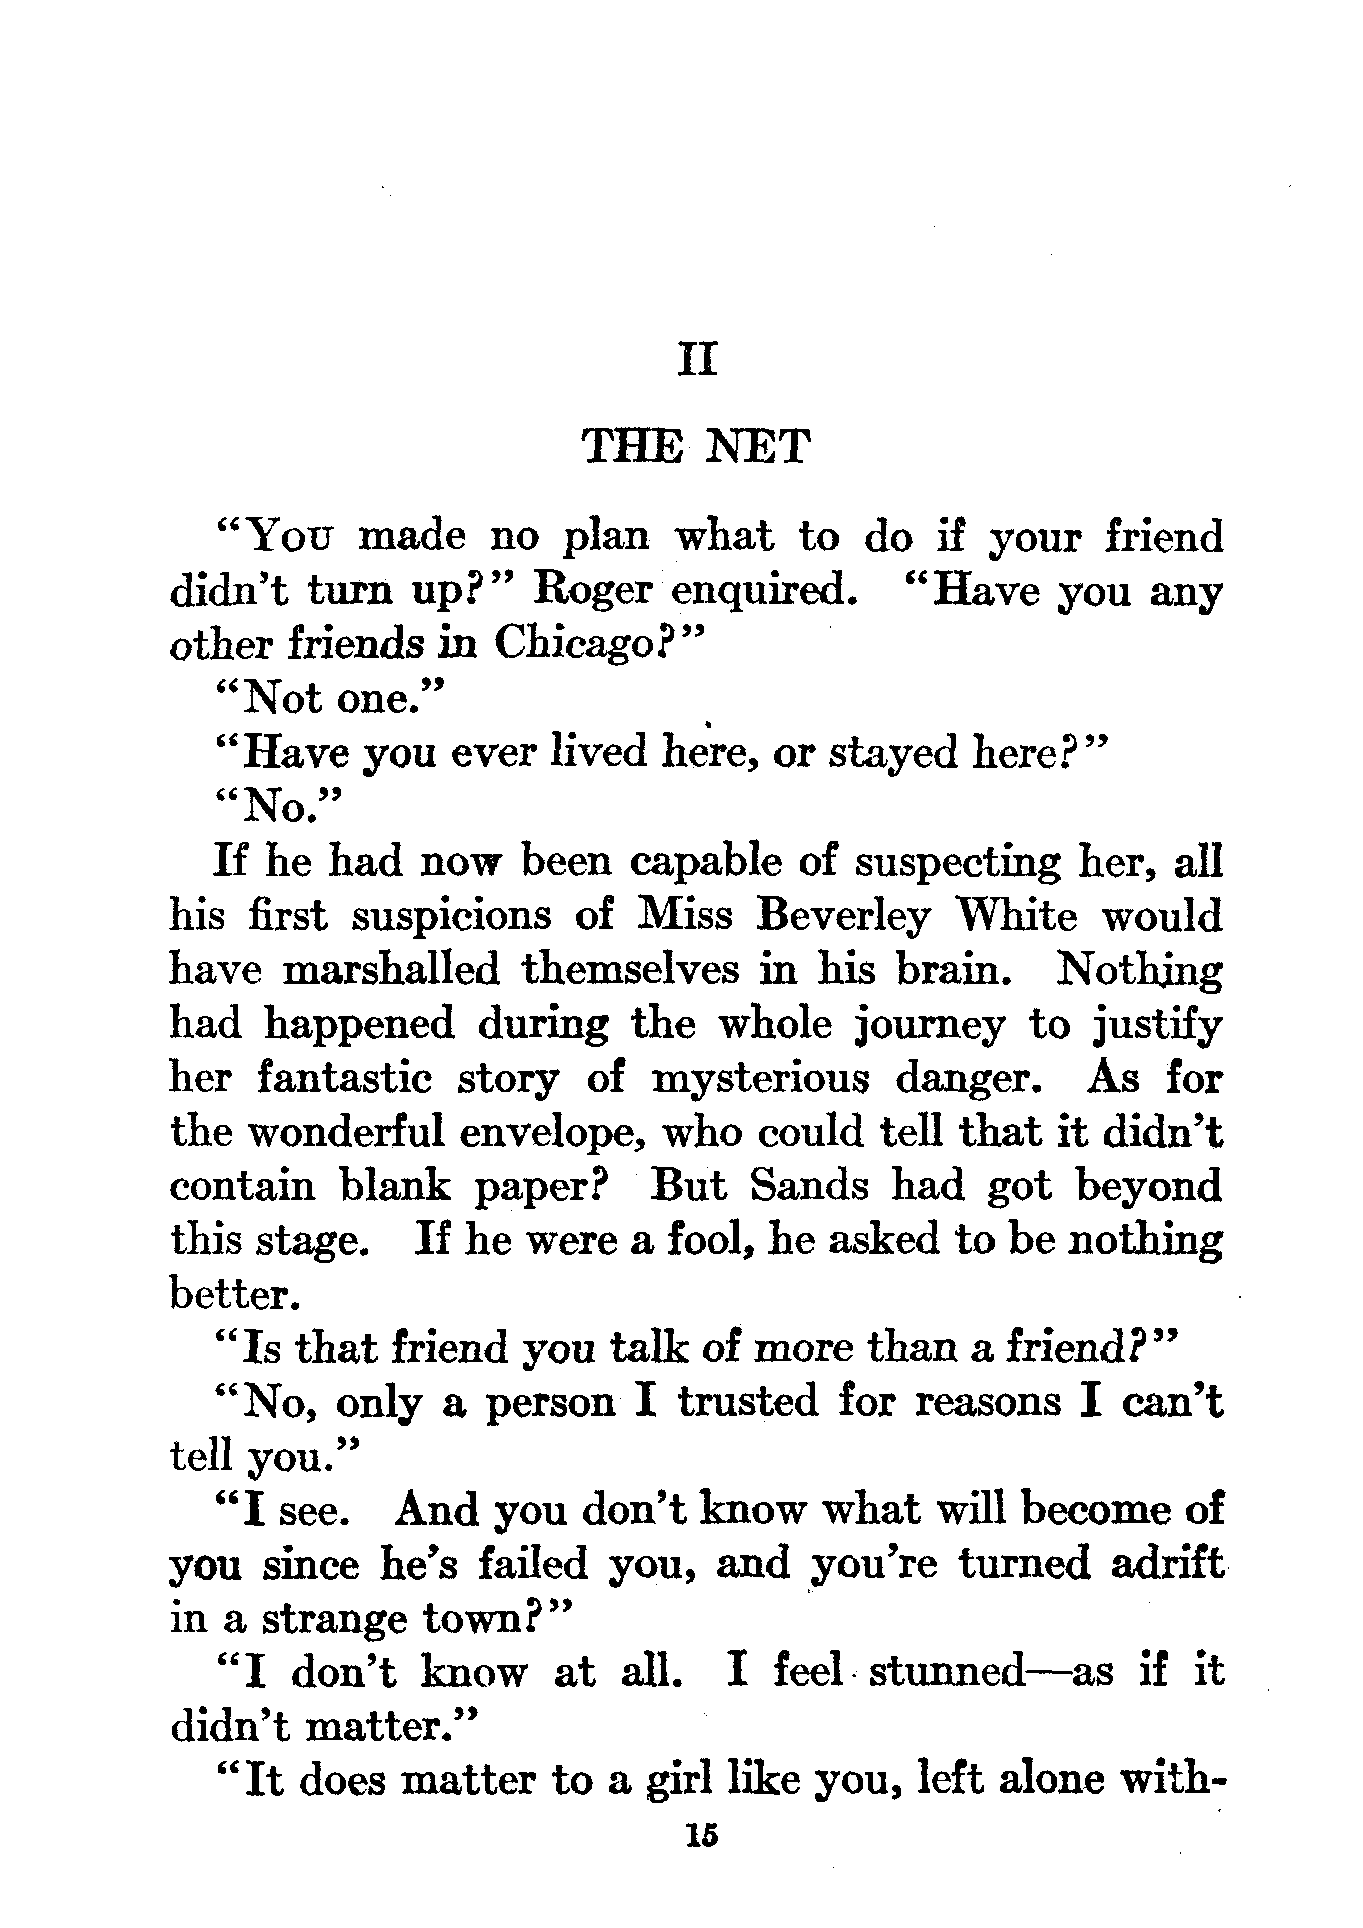 II
THE NET
“You made no plan what to do if your friend
didn’t turn up?” Roger enquired. “Have you any
other friends in Chicago?”
“Not one.”
“Have you ever lived here, or stayed here?”
“No.”
If he had now been capable of suspecting her, all
his first suspicions of Miss Beverley White would
have marshalled themselves in his brain. Nothing
had happened during the whole journey to justify
her fantastic story of mysterious danger. As for
the wonderful envelope, who could tell that it didn’t
contain blank paper? But Sands had got beyond
this stage. If he were a fool, he asked to be nothing
better.
“Is that friend you talk of more than a friend?”
“No, only a person I trusted for reasons I can’t
tell you.”
“I see. And you don’t know what will become of
you since he’s failed you, and you’re turned adrift
in a strange town?”
“I don’t know at all. I feel stunned—as if it
didn’t matter.”
“It does matter to a girl like you, left alone with-
15